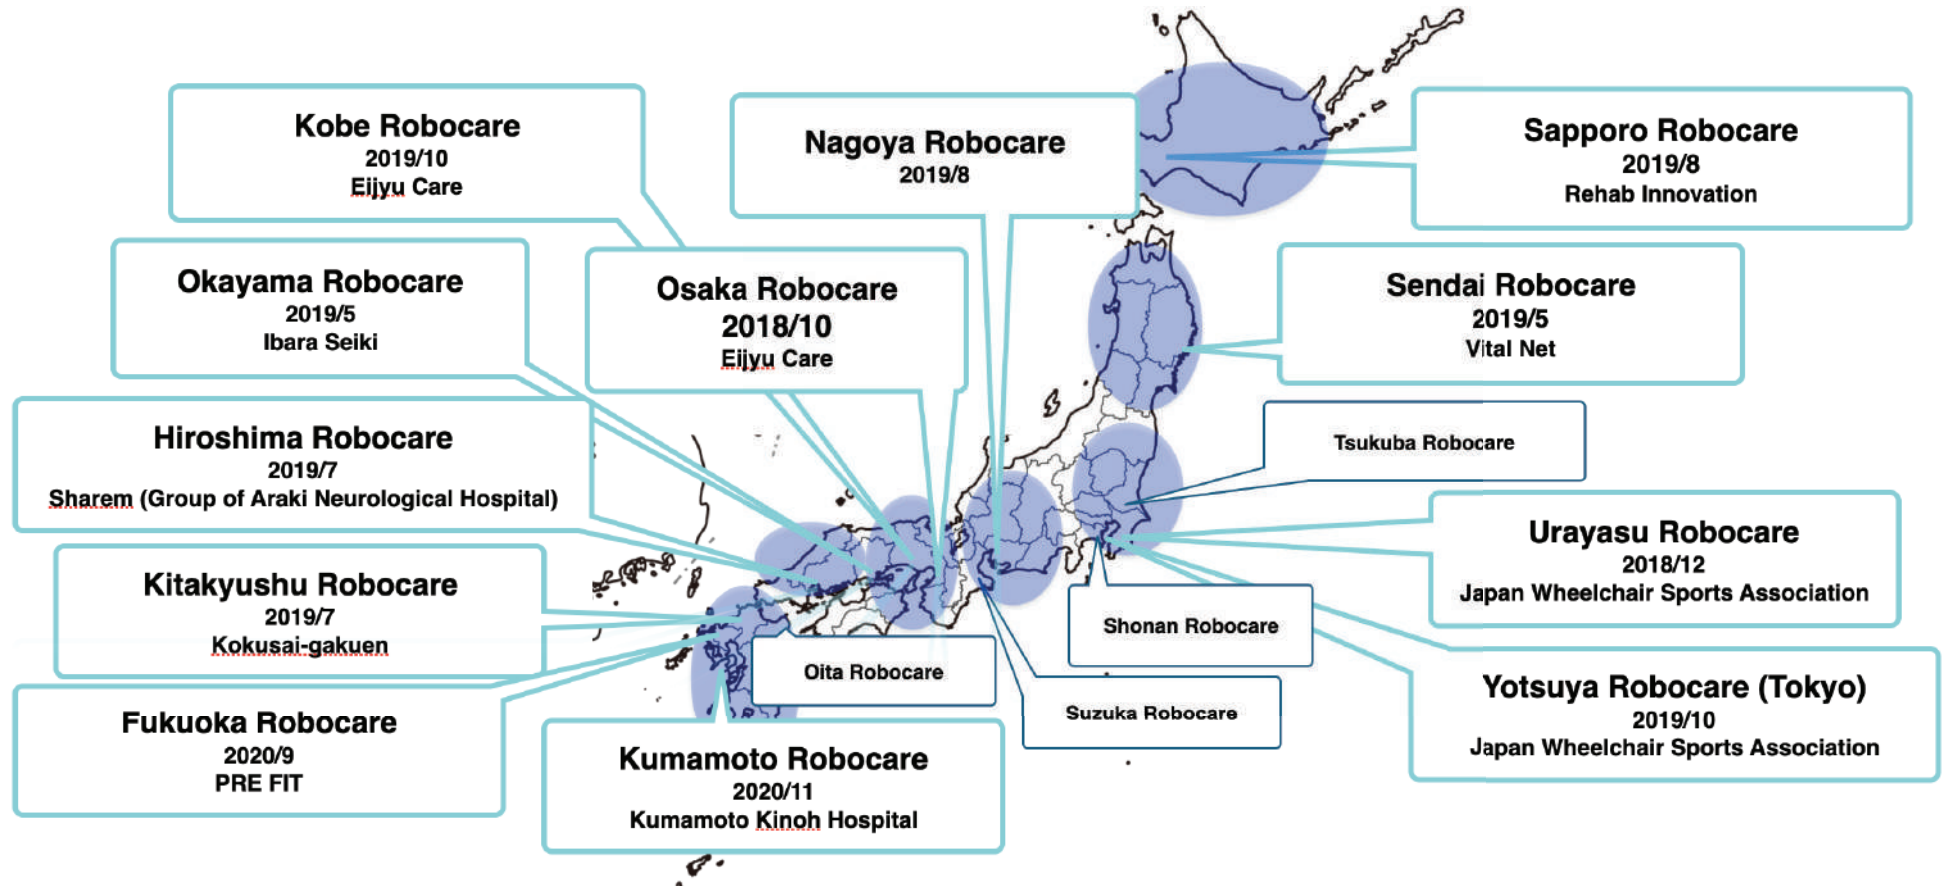 Kobe Robocare
2019/10
Eijyu Care
Nagoya Robocare
2019/8
Sapporo Robocare
2019/8
Rehab Innovation
Okayama Robocare
2019/5
Ibara Seiki
Osaka Robocare
2018/10
Eijyu Care
Sendai Robocare
2019/5
Vital Net
Hiroshima Robocare
2019/7
Sharem (Group of Araki Neurological Hospital)
Tsukuba Robocare
Urayasu Robocare
2018/12
Japan Wheelchair Sports Association
Kitakyushu Robocare
2019/7
Kokusai-gakuen
Shonan Robocare
Oita Robocare
Suzuka Robocare
Yotsuya Robocare (Tokyo)
2019/10
Japan Wheelchair Sports Association
Fukuoka Robocare
2020/9
PRE FIT
Kumamoto Robocare
2020/11
Kumamoto Kinoh Hospital